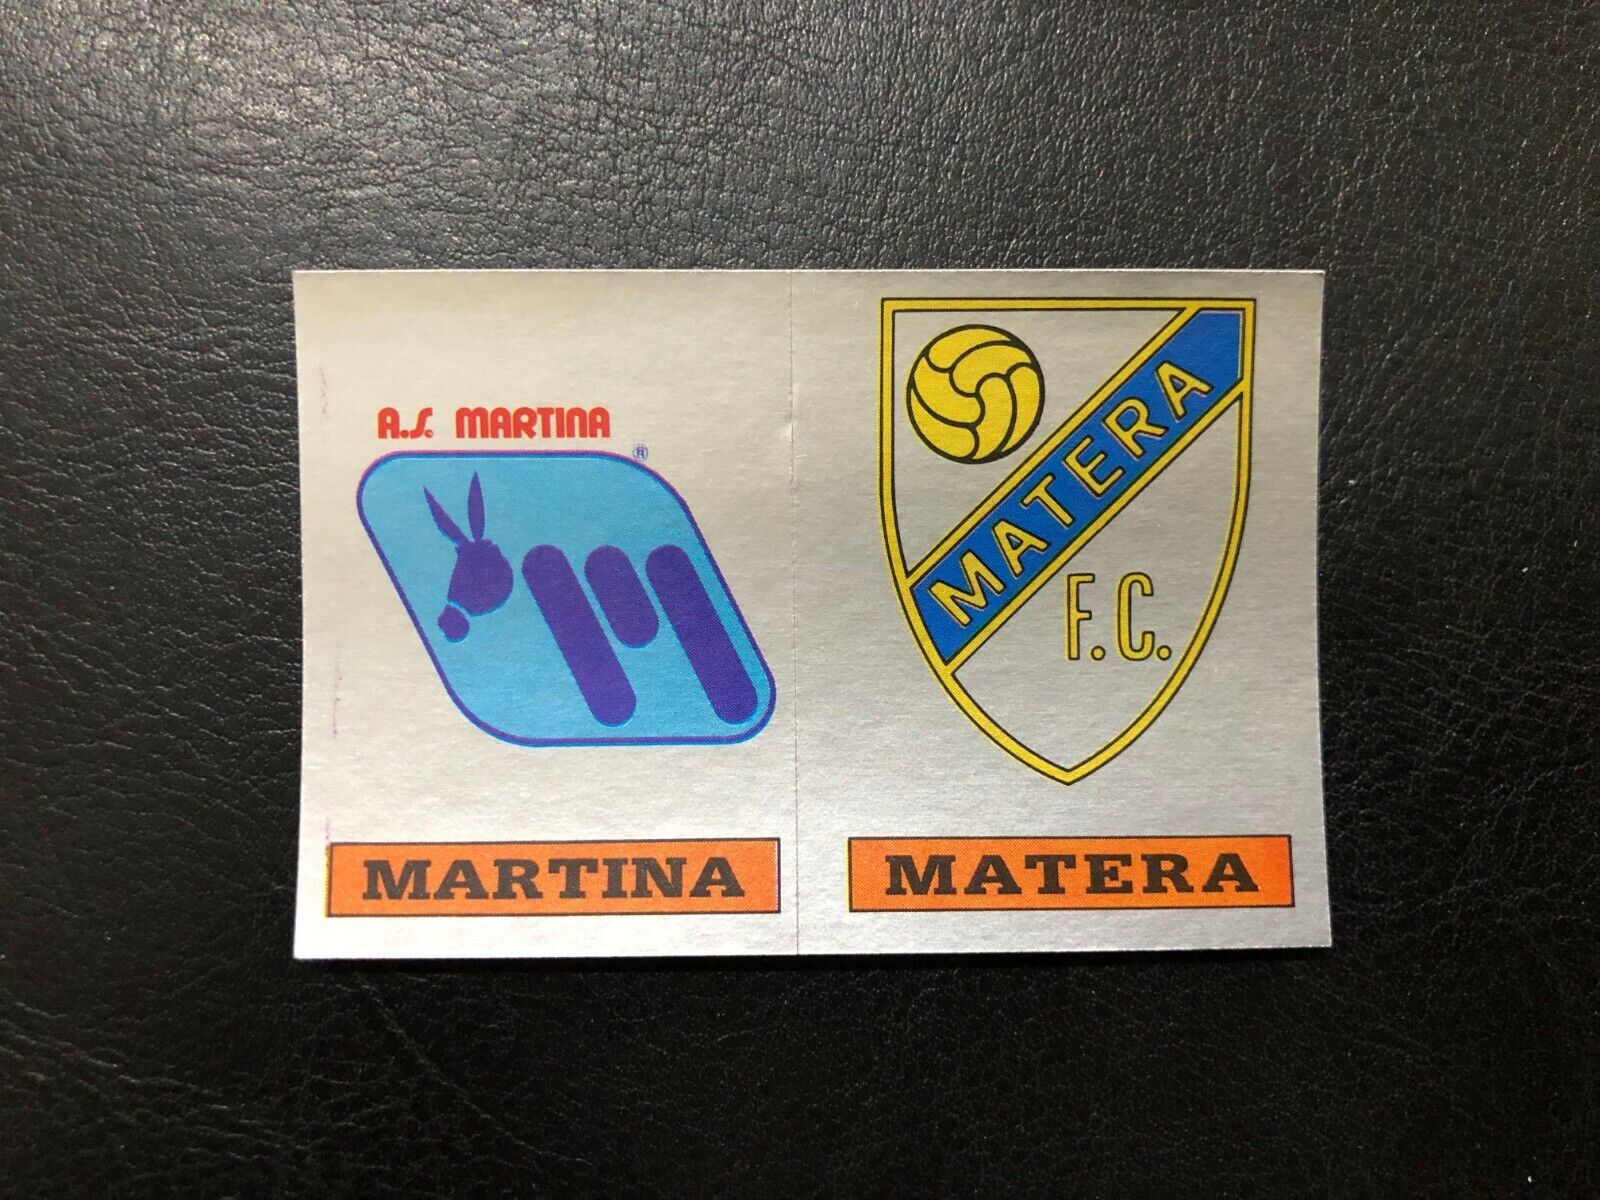 A.S. MARTINA
®
MARTINA
MATERA
F.C.
MATERA